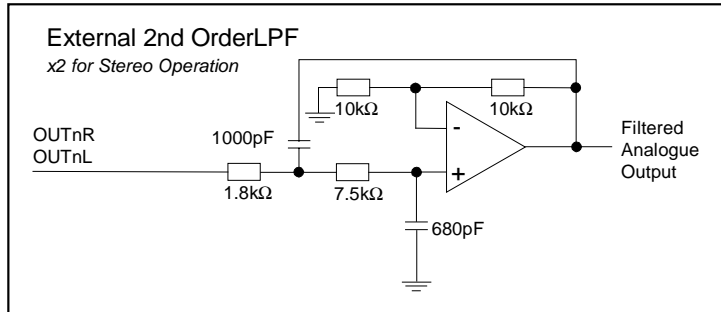 External 2nd OrderLPF
x2 for Stereo Operation
10kΩ
10kΩ
OUTnR
OUTnL
1000pF
-
+
Filtered
Analogue
Output
1.8kΩ
7.5kΩ
680pF